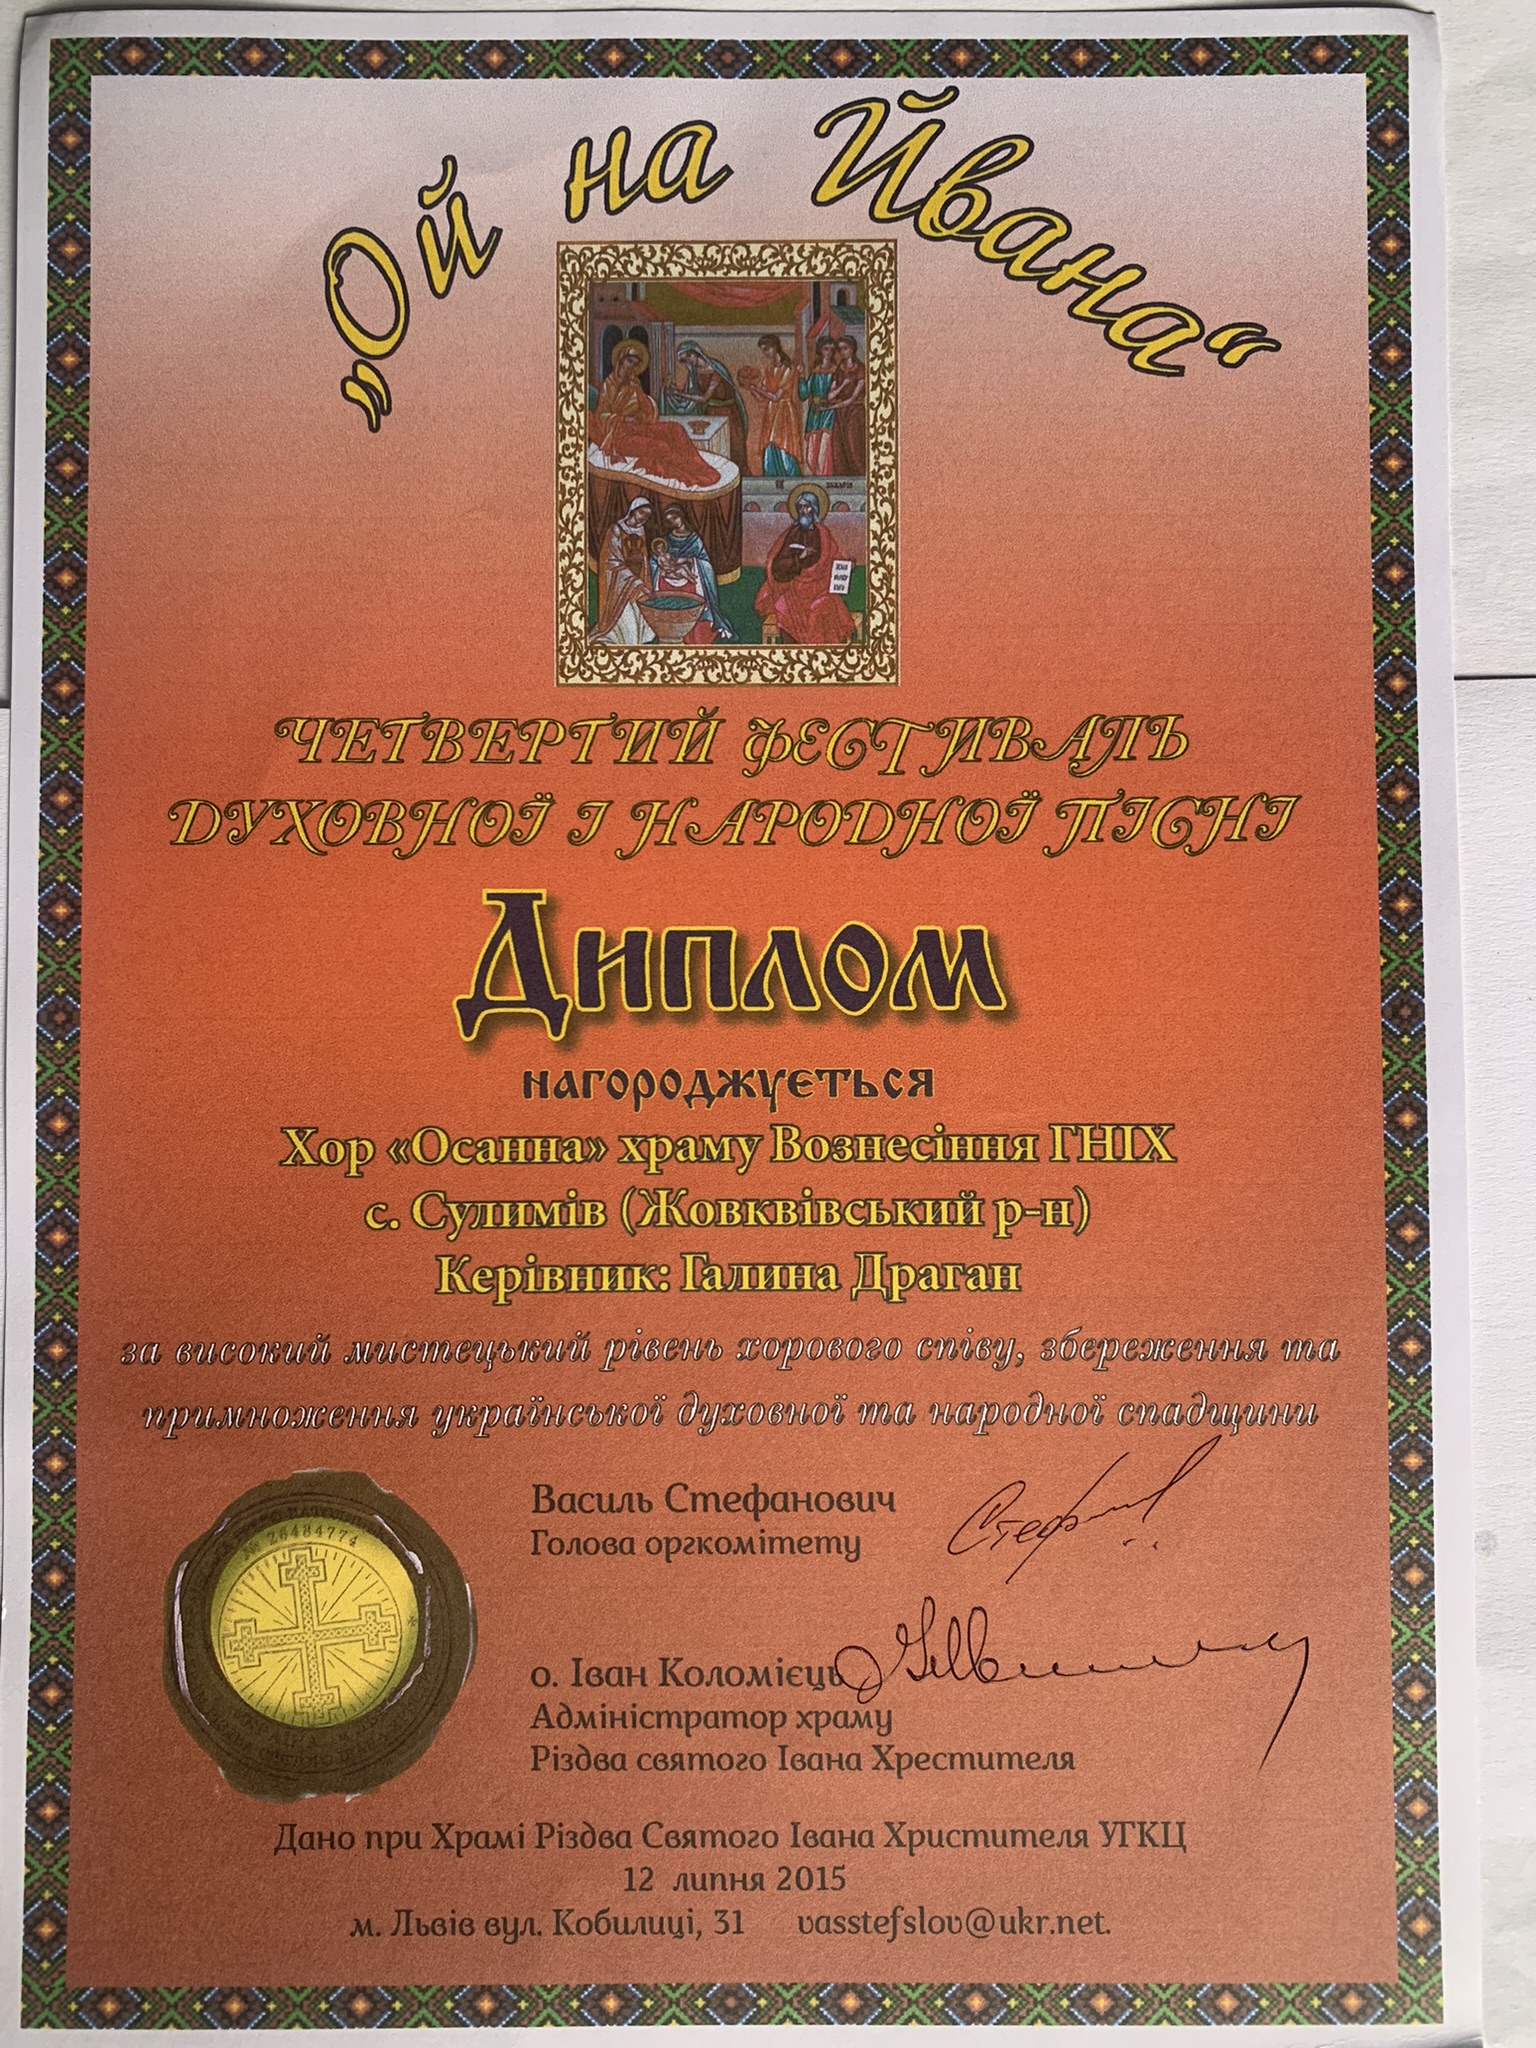 „Ой на Йвана“
ЧЕТВЕРТИЙ ФЕСТИВАЛЬ
ДУХОВНОЇ І НАРОДНОЇ ПІСНІ
Диплом
нагороджується
Хор «Осанна» храму Вознесіння ГНІХ
с. Сулимів (Жовквівський р-н)
Керівник: Галина Драган
за високий мистецький рівень хорового співу, збереження та
примноження української духовної та народної спадщини
Василь Стефанович
Голова оргкомітету
о. Іван Коломієць
Адміністратор храму
Різдва святого Івана Хрестителя
№ 26484774
Дано при Храмі Різдва Святого Івана Христителя УГКЦ
12 липня 2015
м. Львів вул. Кобилиці, 31 vasstefslov@ukr.net.